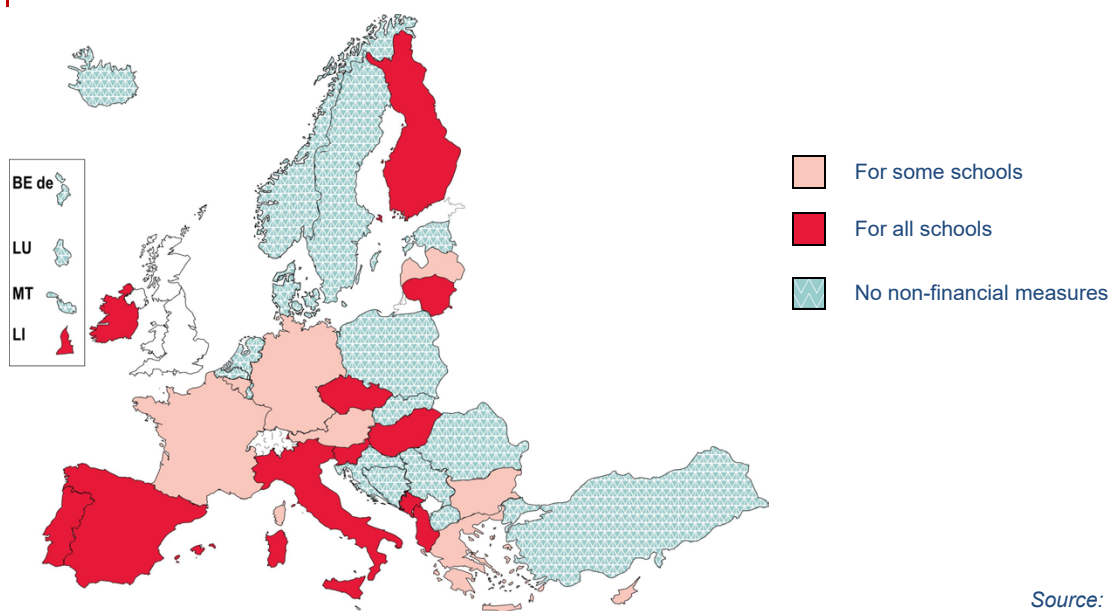 BE de
LU
MT
LI
For some schools
For all schools
No non-financial measures
Source: